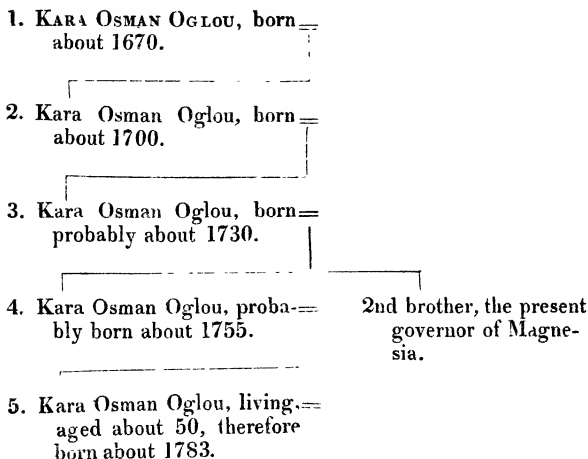 1. KARA OSMAN OGLOU, born
about 1670.
2. Kara Osman Oglou, born
about 1700.
3. Kara Osman Oglou, born
probably about 1730.
4. Kara Osman Oglou, proba-
bly born about 1755.
2nd brother, the present
governor of Magne-
sia.
5. Kara Osman Oglou, living,
aged about 50, therefore
born about 1783.